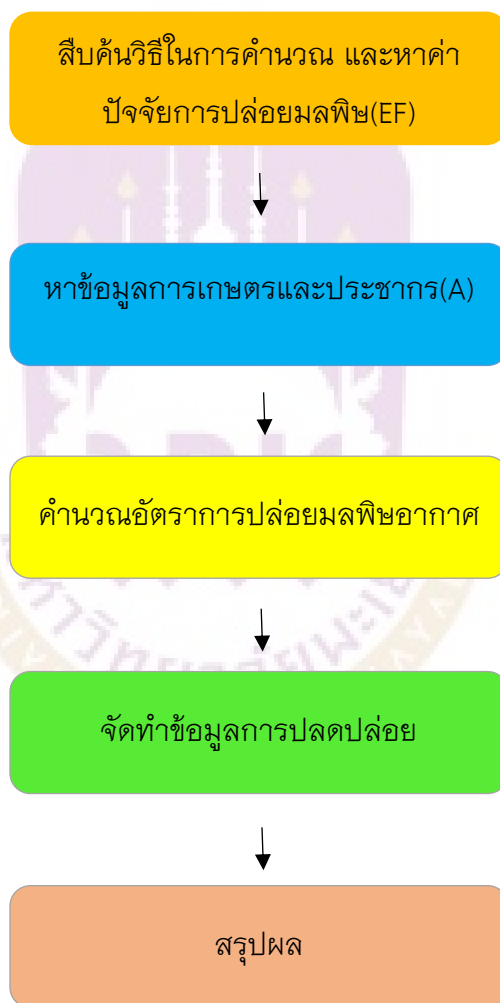 สืบค้นวิธีในการคำนวณ และหาค่า
ปัจจัยการปล่อยมลพิษ(EF)
หาข้อมูลการเกษตรและประชากร(A)
คำนวณอัตราการปล่อยมลพิษอากาศ
จัดทำข้อมูลการปลดปล่อย
สรุปผล